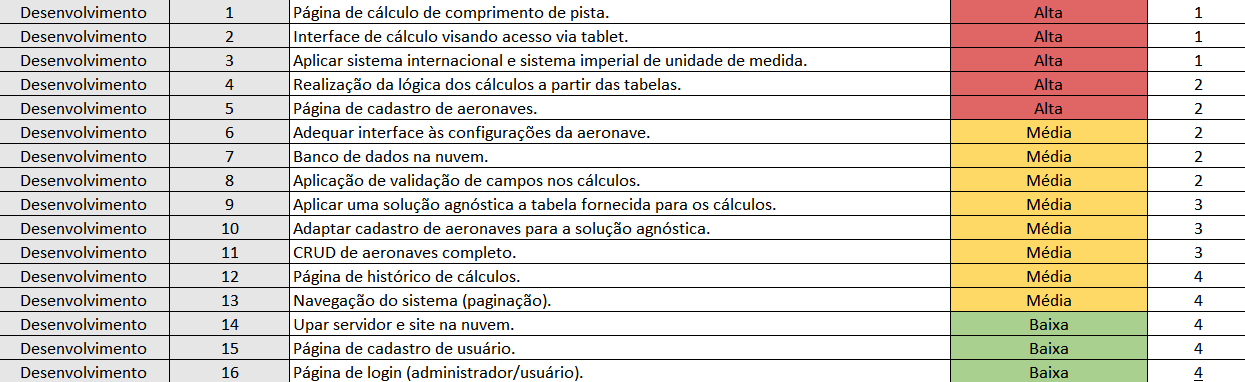 Desenvolvimento 1 Página de cálculo de comprimento de pista. Alta 1
Desenvolvimento 2 Interface de cálculo visando acesso via tablet. Alta 1
Desenvolvimento 3 Aplicar sistema internacional e sistema imperial de unidade de medida. Alta 1
Desenvolvimento 4 Realização da lógica dos cálculos a partir das tabelas. Alta 2
Desenvolvimento 5 Página de cadastro de aeronaves. Alta 2
Desenvolvimento 6 Adequar interface às configurações da aeronave. Média 2
Desenvolvimento 7 Banco de dados na nuvem. Média 2
Desenvolvimento 8 Aplicação de validação de campos nos cálculos. Média 2
Desenvolvimento 9 Aplicar uma solução agnóstica a tabela fornecida para os cálculos. Média 3
Desenvolvimento 10 Adaptar cadastro de aeronaves para a solução agnóstica. Média 3
Desenvolvimento 11 CRUD de aeronaves completo. Média 3
Desenvolvimento 12 Página de histórico de cálculos. Média 4
Desenvolvimento 13 Navegação do sistema (paginação). Média 4
Desenvolvimento 14 Upar servidor e site na nuvem. Baixa 4
Desenvolvimento 15 Página de cadastro de usuário. Baixa 4
Desenvolvimento 16 Página de login (administrador/usuário). Baixa 4